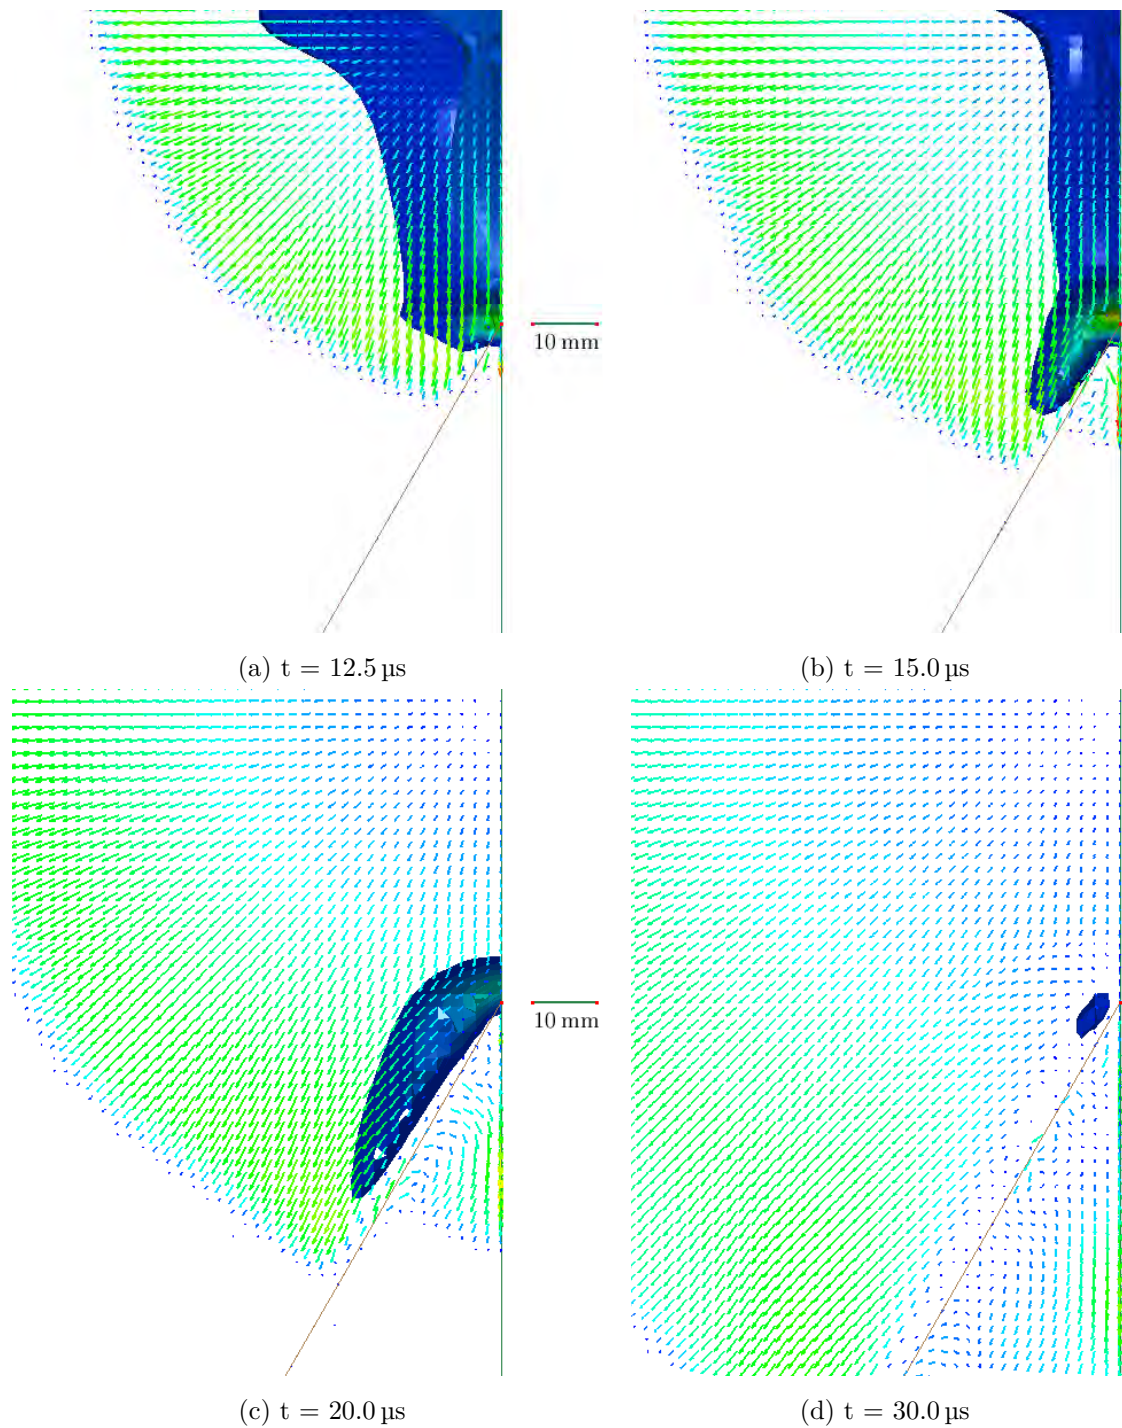 10 mm
(a) t = 12.5 µs
(b) t = 15.0 µs
10 mm
(c) t = 20.0 µs
(d) t = 30.0 µs